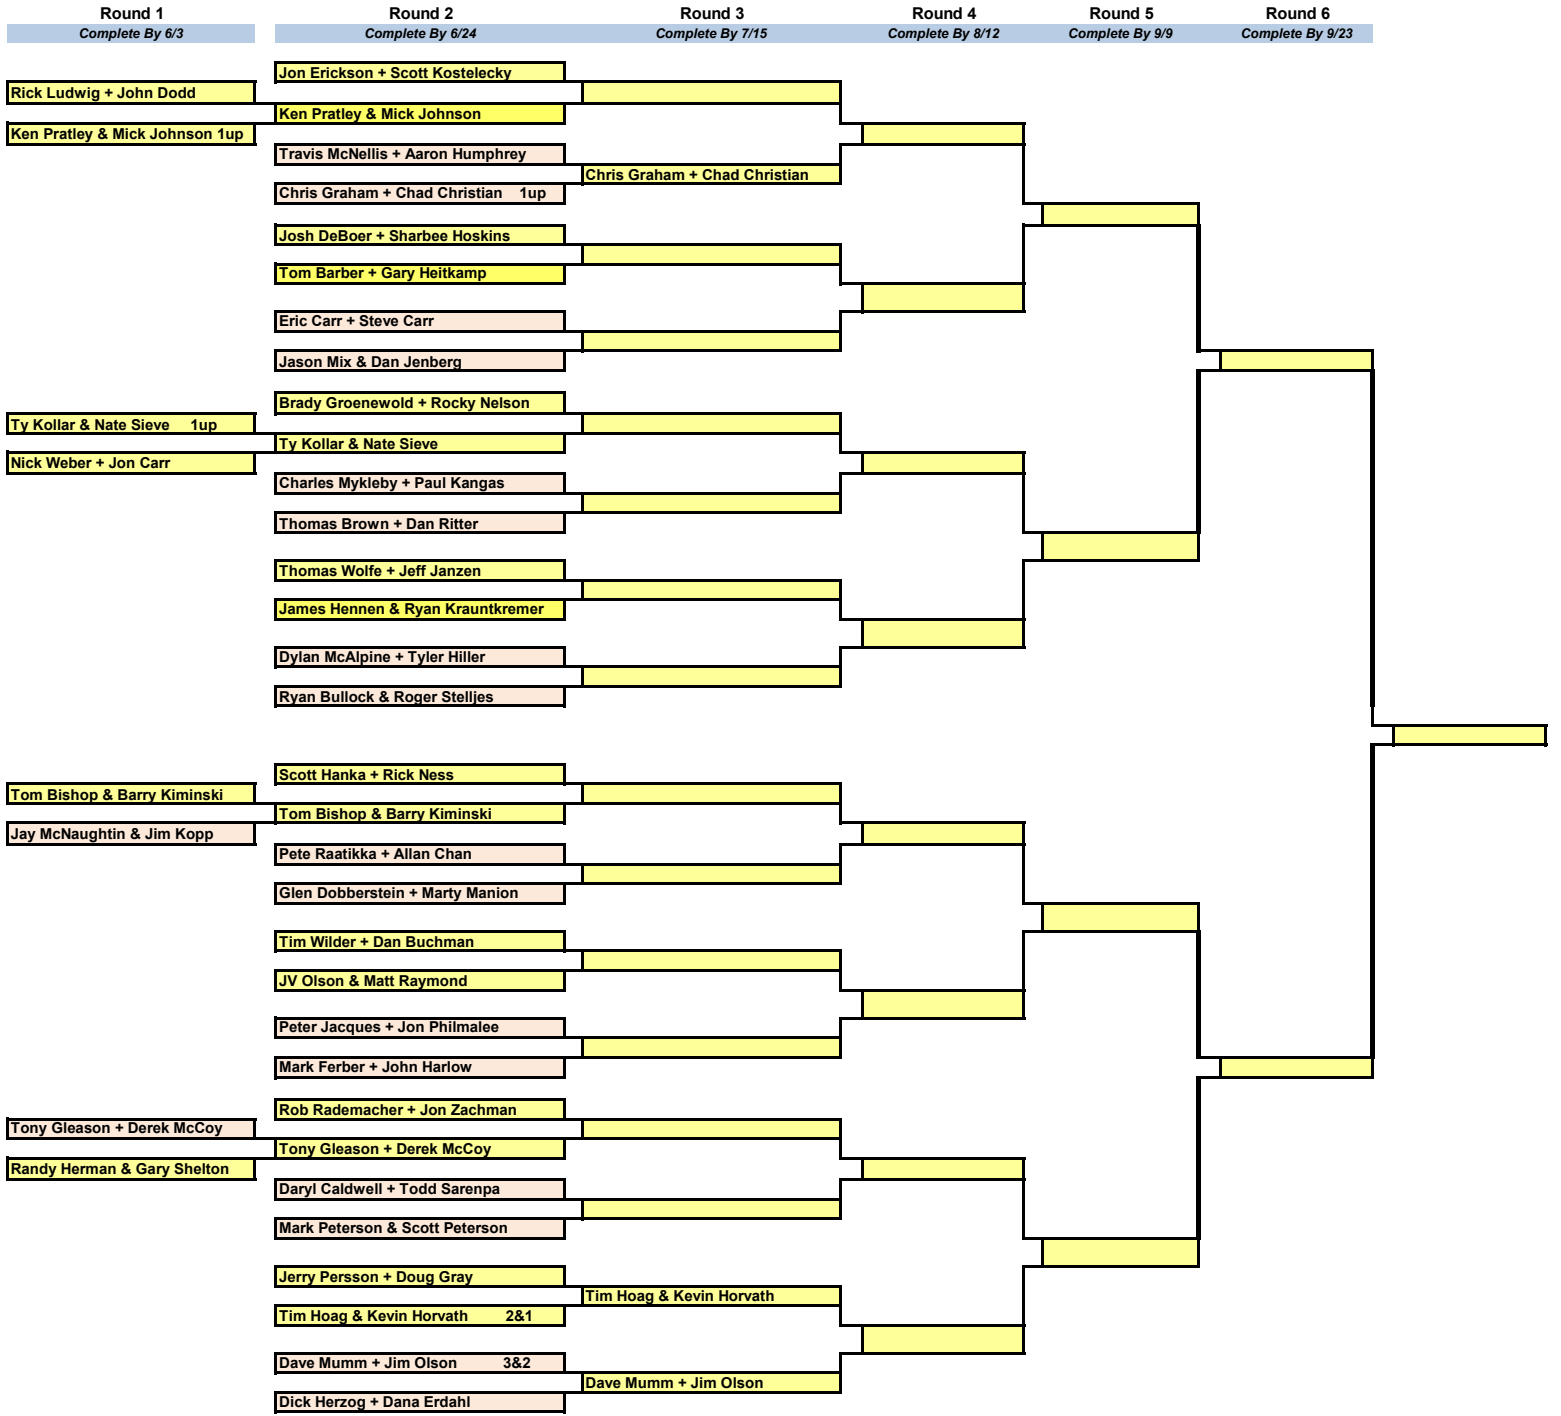 Round 1 Round 2 Round 3 Round 4 Round 5 Round 6
Complete By 6/3 Complete By 6/24 Complete By 7/15 Complete By 8/12 Complete By 9/9 Complete By 9/23
Jon Erickson + Scott Kostelecky
Rick Ludwig + John Dodd
Ken Pratley & Mick Johnson
Ken Pratley & Mick Johnson 1up
Travis McNellis + Aaron Humphrey
Chris Graham + Chad Christian
Chris Graham + Chad Christian 1up
Josh DeBoer + Sharbee Hoskins
Tom Barber + Gary Heitkamp
Eric Carr + Steve Carr
Jason Mix & Dan Jenberg
Brady Groenewold + Rocky Nelson
Ty Kollar & Nate Sieve 1up
Ty Kollar & Nate Sieve
Nick Weber + Jon Carr
Charles Mykleby + Paul Kangas
Thomas Brown + Dan Ritter
Thomas Wolfe + Jeff Janzen
James Hennen & Ryan Krauntkremer
Dylan McAlpine + Tyler Hiller
Ryan Bullock & Roger Stelljes
Scott Hanka + Rick Ness
Tom Bishop & Barry Kiminski
Tom Bishop & Barry Kiminski
Jay McNaughtin & Jim Kopp
Pete Raatikka + Allan Chan
Glen Dobberstein + Marty Manion
Tim Wilder + Dan Buchman
JV Olson & Matt Raymond
Peter Jacques + Jon Philmalee
Mark Ferber + John Harlow
Rob Rademacher + Jon Zachman
Tony Gleason + Derek McCoy
Tony Gleason + Derek McCoy
Randy Herman & Gary Shelton
Daryl Caldwell + Todd Sarenpa
Mark Peterson & Scott Peterson
Jerry Persson + Doug Gray
Tim Hoag & Kevin Horvath
Tim Hoag & Kevin Horvath 2&1
Dave Mumm + Jim Olson 3&2
Dave Mumm + Jim Olson
Dick Herzog + Dana Erdahl